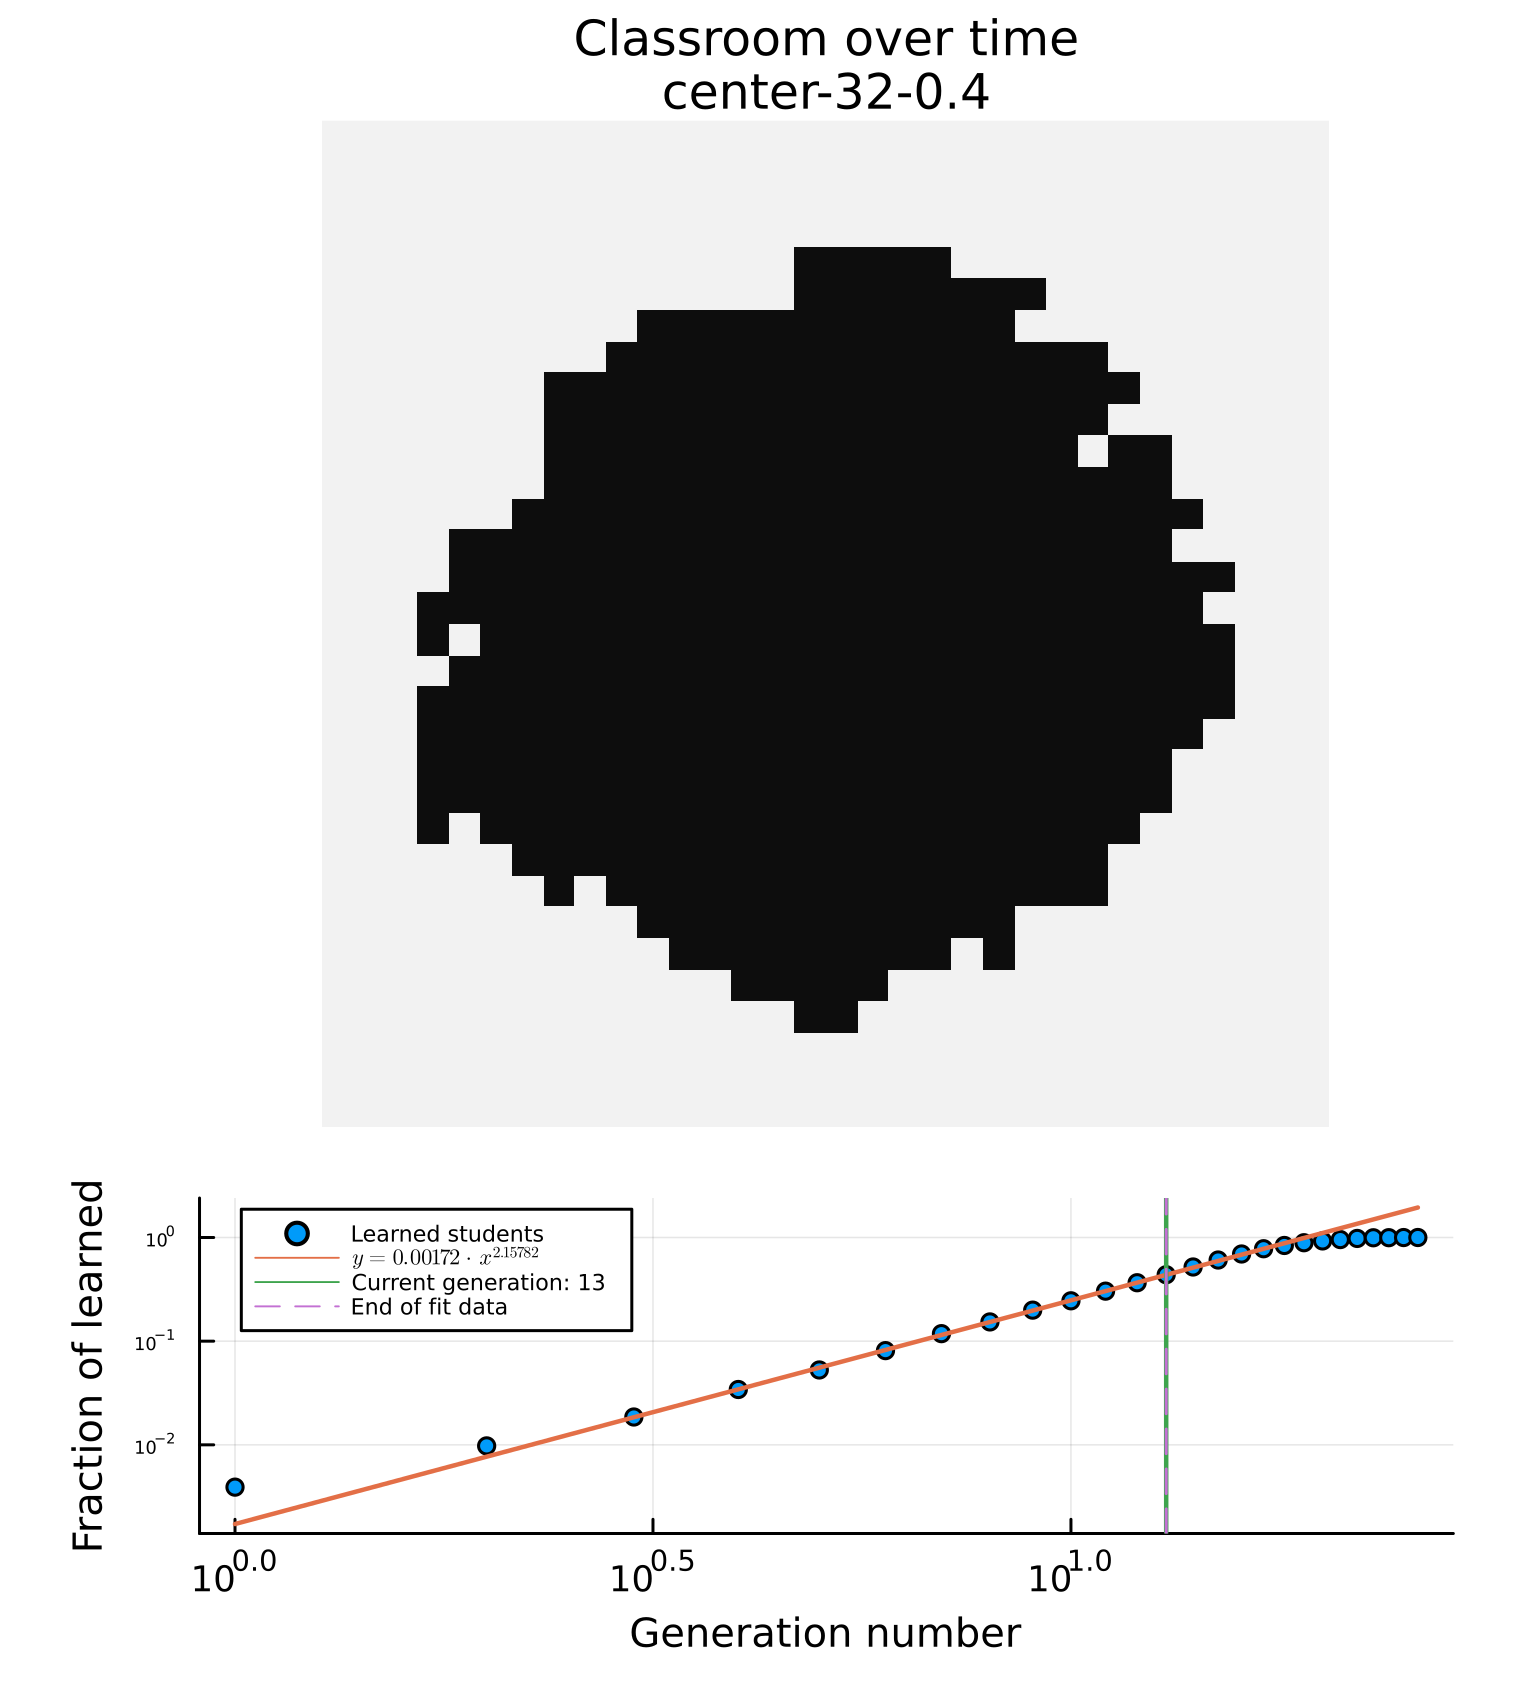 Classroom over time
center-32-0.4
Fraction of learned
10^0
10^-1
10^-2
Learned students
y = 0.00172 · x^2.15782
Current generation: 13
End of fit data
10^0.0 10^0.5 10^1.0
Generation number